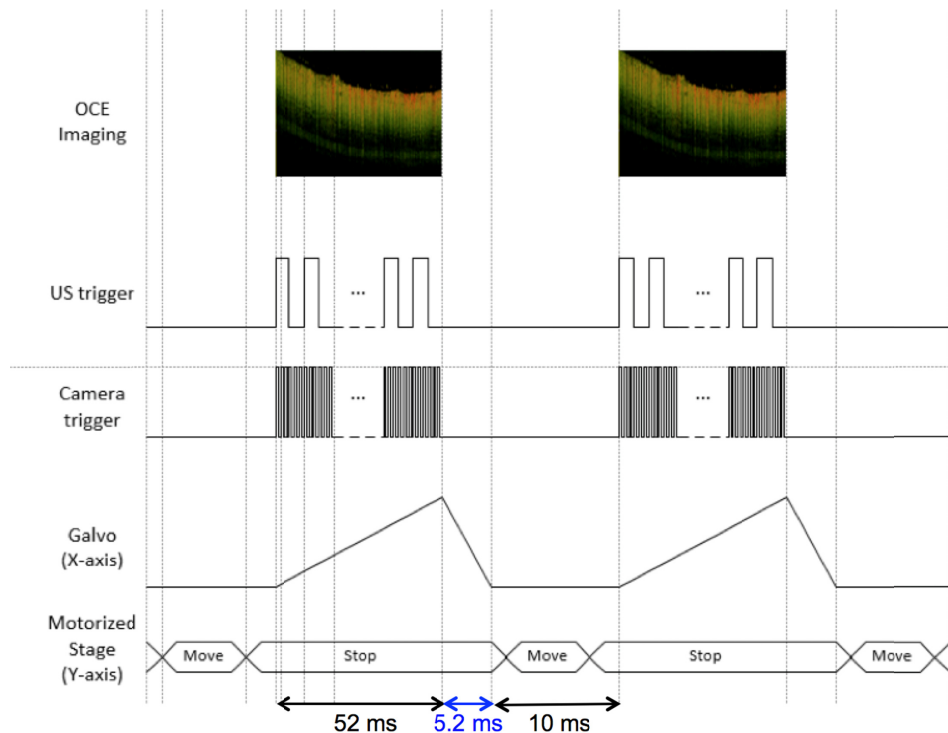 OCE
Imaging
US trigger
...
...
Camera
trigger
...
...
Galvo
(X-axis)
Motorized
Stage
(Y-axis)
Move
Stop
Move
Stop
Move
52 ms
5.2 ms
10 ms